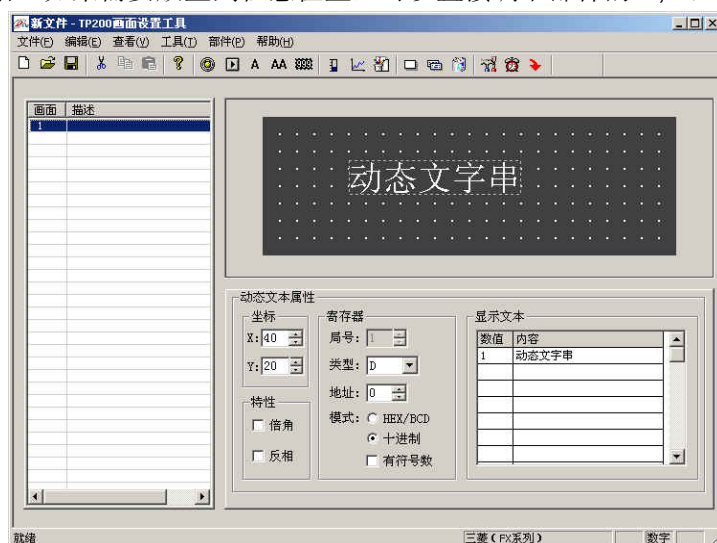 新文件 - TP200画面设置工具
文件(F) 编辑(E) 查看(V) 工具(T) 部件(P) 帮助(H)
A AA
画面 描述
1
动态文字串
动态文本属性
坐标
X: 40
Y: 20
特性
倍角
反相
寄存器
局号: 1
类型: D
地址: 0
模式: HEX/BCD
十进制
有符号数
显示文本
数值 内容
1 动态文字串
就绪
三菱(FX系列)
数字